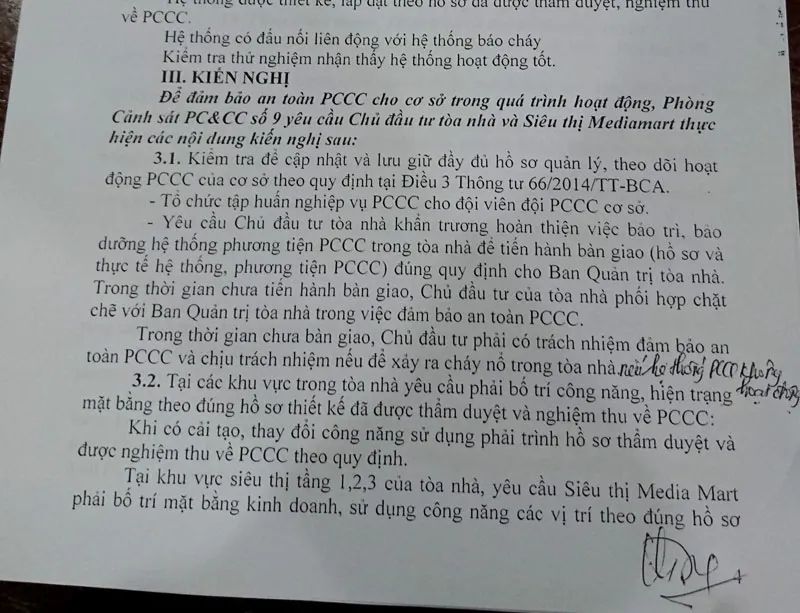 Hệ thống được thiết kế, lắp đặt theo hồ sơ đã được thẩm duyệt, nghiệm thu
về PCCC.
Hệ thống có đấu nối liên động với hệ thống báo cháy
Kiểm tra thử nghiệm nhận thấy hệ thống hoạt động tốt.
III. KIẾN NGHỊ
Để đảm bảo an toàn PCCC cho cơ sở trong quá trình hoạt động, Phòng
Cảnh sát PC&CC số 9 yêu cầu Chủ đầu tư tòa nhà và Siêu thị Mediamart thực
hiện các nội dung kiến nghị sau:
3.1. Kiểm tra để cập nhật và lưu giữ đầy đủ hồ sơ quản lý, theo dõi hoạt
động PCCC của cơ sở theo quy định tại Điều 3 Thông tư 66/2014/TT-BCA.
- Tổ chức tập huấn nghiệp vụ PCCC cho đội viên đội PCCC cơ sở.
- Yêu cầu Chủ đầu tư tòa nhà khẩn trương hoàn thiện việc bảo trì, bảo
dưỡng hệ thống phương tiện PCCC trong tòa nhà để tiến hành bàn giao (hồ sơ và
thực tế hệ thống, phương tiện PCCC) đúng quy định cho Ban Quản trị tòa nhà.
Trong thời gian chưa tiến hành bàn giao, Chủ đầu tư của tòa nhà phối hợp chặt
chẽ với Ban Quản trị tòa nhà trong việc đảm bảo an toàn PCCC.
Trong thời gian chưa bàn giao, Chủ đầu tư phải có trách nhiệm đảm bảo an
toàn PCCC và chịu trách nhiệm nếu để xảy ra cháy nổ trong tòa nhà nếu hệ thống PCCC không
hoạt động
3.2. Tại các khu vực trong tòa nhà yêu cầu phải bố trí công năng, hiện trạng
mặt bằng theo đúng hồ sơ thiết kế đã được thẩm duyệt và nghiệm thu về PCCC:
Khi có cải tạo, thay đổi công năng sử dụng phải trình hồ sơ thẩm duyệt và
được nghiệm thu về PCCC theo quy định.
Tại khu vực siêu thị tầng 1,2,3 của tòa nhà, yêu cầu Siêu thị Media Mart
phải bố trí mặt bằng kinh doanh, sử dụng công năng các vị trí theo đúng hồ sơ